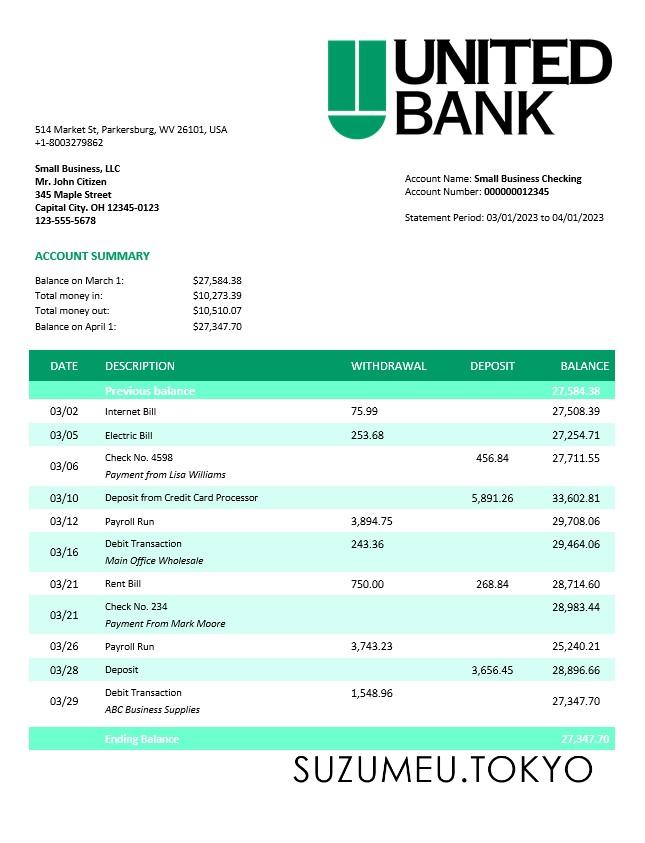 UNITED
BANK
514 Market St, Parkersburg, WV 26101, USA
+1-8003279862
Small Business, LLC
Mr. John Citizen
345 Maple Street
Capital City. OH 12345-0123
123-555-5678
Account Name: Small Business Checking
Account Number: 000000012345
Statement Period: 03/01/2023 to 04/01/2023
ACCOUNT SUMMARY
Balance on March 1: $27,584.38
Total money in: $10,273.39
Total money out: $10,510.07
Balance on April 1: $27,347.70
DATE DESCRIPTION WITHDRAWAL DEPOSIT BALANCE
Previous balance 27,584.38
03/02 Internet Bill 75.99 27,508.39
03/05 Electric Bill 253.68 27,254.71
03/06 Check No. 4598 456.84 27,711.55
Payment from Lisa Williams
03/10 Deposit from Credit Card Processor 5,891.26 33,602.81
03/12 Payroll Run 3,894.75 29,708.06
03/16 Debit Transaction 243.36 29,464.06
Main Office Wholesale
03/21 Rent Bill 750.00 268.84 28,714.60
03/21 Check No. 234 28,983.44
Payment From Mark Moore
03/26 Payroll Run 3,743.23 25,240.21
03/28 Deposit 3,656.45 28,896.66
03/29 Debit Transaction 1,548.96 27,347.70
ABC Business Supplies
Ending Balance 27,347.70
SUZUMEU.TOKYO